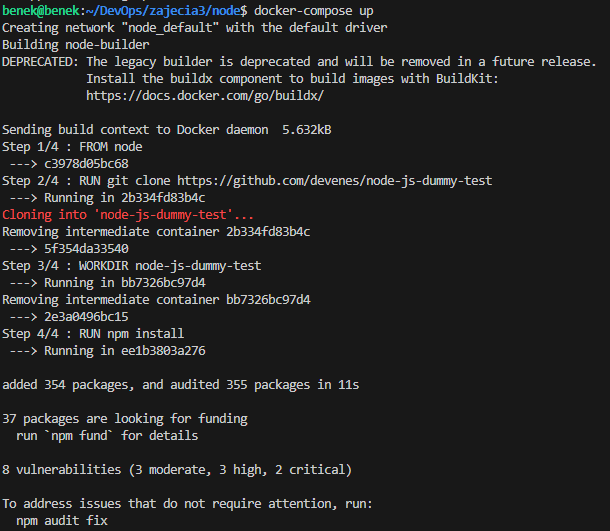 benek@benek:~/DevOps/zajecia3/node$ docker-compose up
Creating network "node_default" with the default driver
Building node-builder
DEPRECATED: The legacy builder is deprecated and will be removed in a future release.
            Install the buildx component to build images with BuildKit:
            https://docs.docker.com/go/buildx/

Sending build context to Docker daemon  5.632kB
Step 1/4 : FROM node
 ---> c3978d05bc68
Step 2/4 : RUN git clone https://github.com/devenes/node-js-dummy-test
 ---> Running in 2b334fd83b4c
Cloning into 'node-js-dummy-test'...
Removing intermediate container 2b334fd83b4c
 ---> 5f354da33540
Step 3/4 : WORKDIR node-js-dummy-test
 ---> Running in bb7326bc97d4
Removing intermediate container bb7326bc97d4
 ---> 2e3a0496bc15
Step 4/4 : RUN npm install
 ---> Running in ee1b3803a276

added 354 packages, and audited 355 packages in 11s

37 packages are looking for funding
  run `npm fund` for details

8 vulnerabilities (3 moderate, 3 high, 2 critical)

To address issues that do not require attention, run:
  npm audit fix